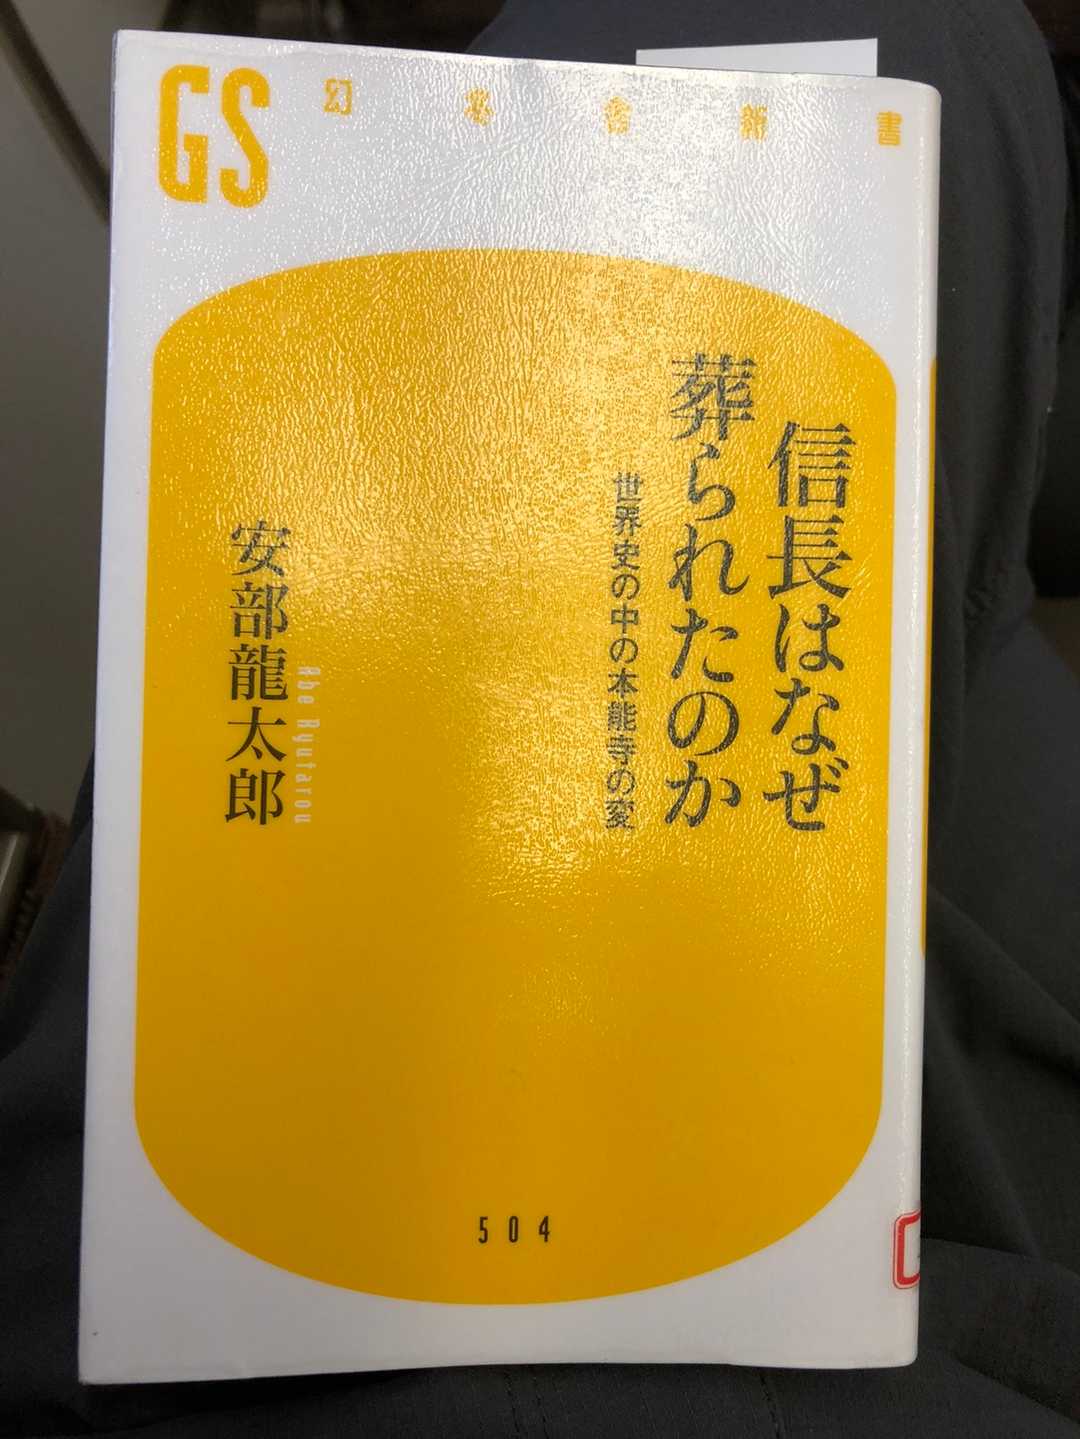 GS 幻冬舎新書
信長はなぜ
葬られたのか
世界史の中の本能寺の変
安部龍太郎
Abe Ryutarou
504